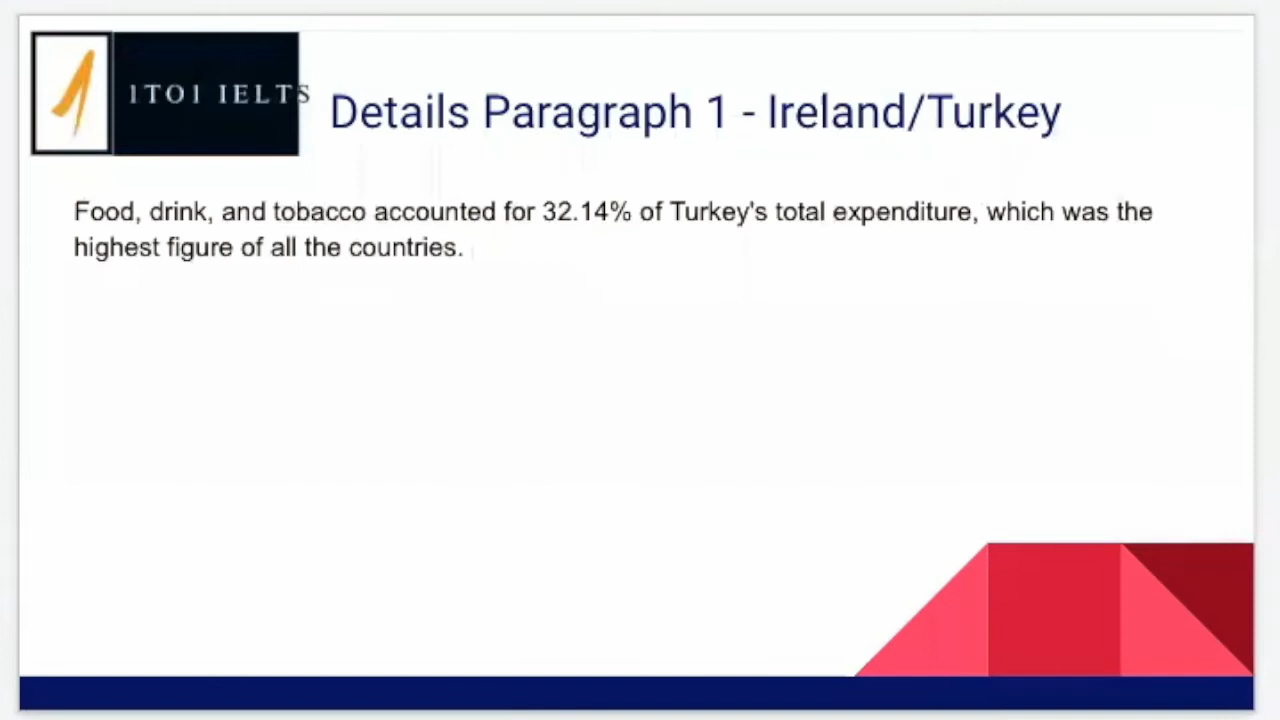 1TO1 IELTS
Details Paragraph 1 - Ireland/Turkey
Food, drink, and tobacco accounted for 32.14% of Turkey's total expenditure, which was the
highest figure of all the countries.